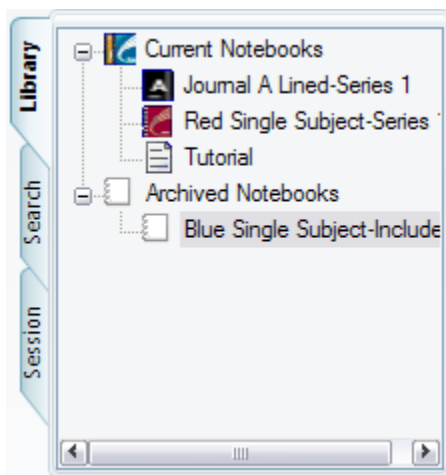 Library
Search
Session
Current Notebooks
Journal A Lined-Series 1
Red Single Subject-Series
Tutorial
Archived Notebooks
Blue Single Subject-Include